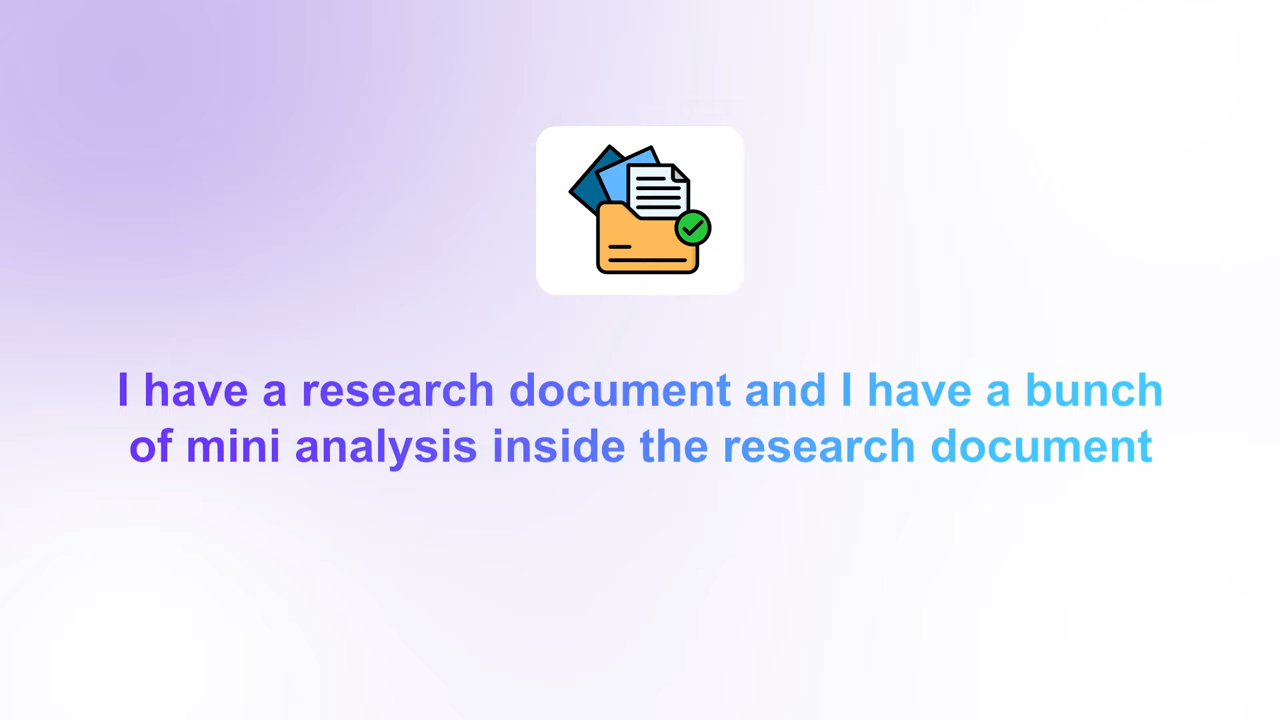 I have a research document and I have a bunch
of mini analysis inside the research document